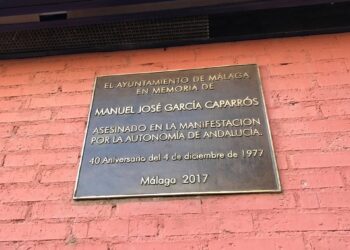 EL AYUNTAMIENTO DE MÁLAGA
EN MEMORIA DE
MANUEL JOSÉ GARCÍA CAPARRÓS
ASESINADO EN LA MANIFESTACION
POR LA AUTONOMÍA DE ANDALUCÍA.
40 Aniversario del 4 de diciembre de 1977
Málaga 2017